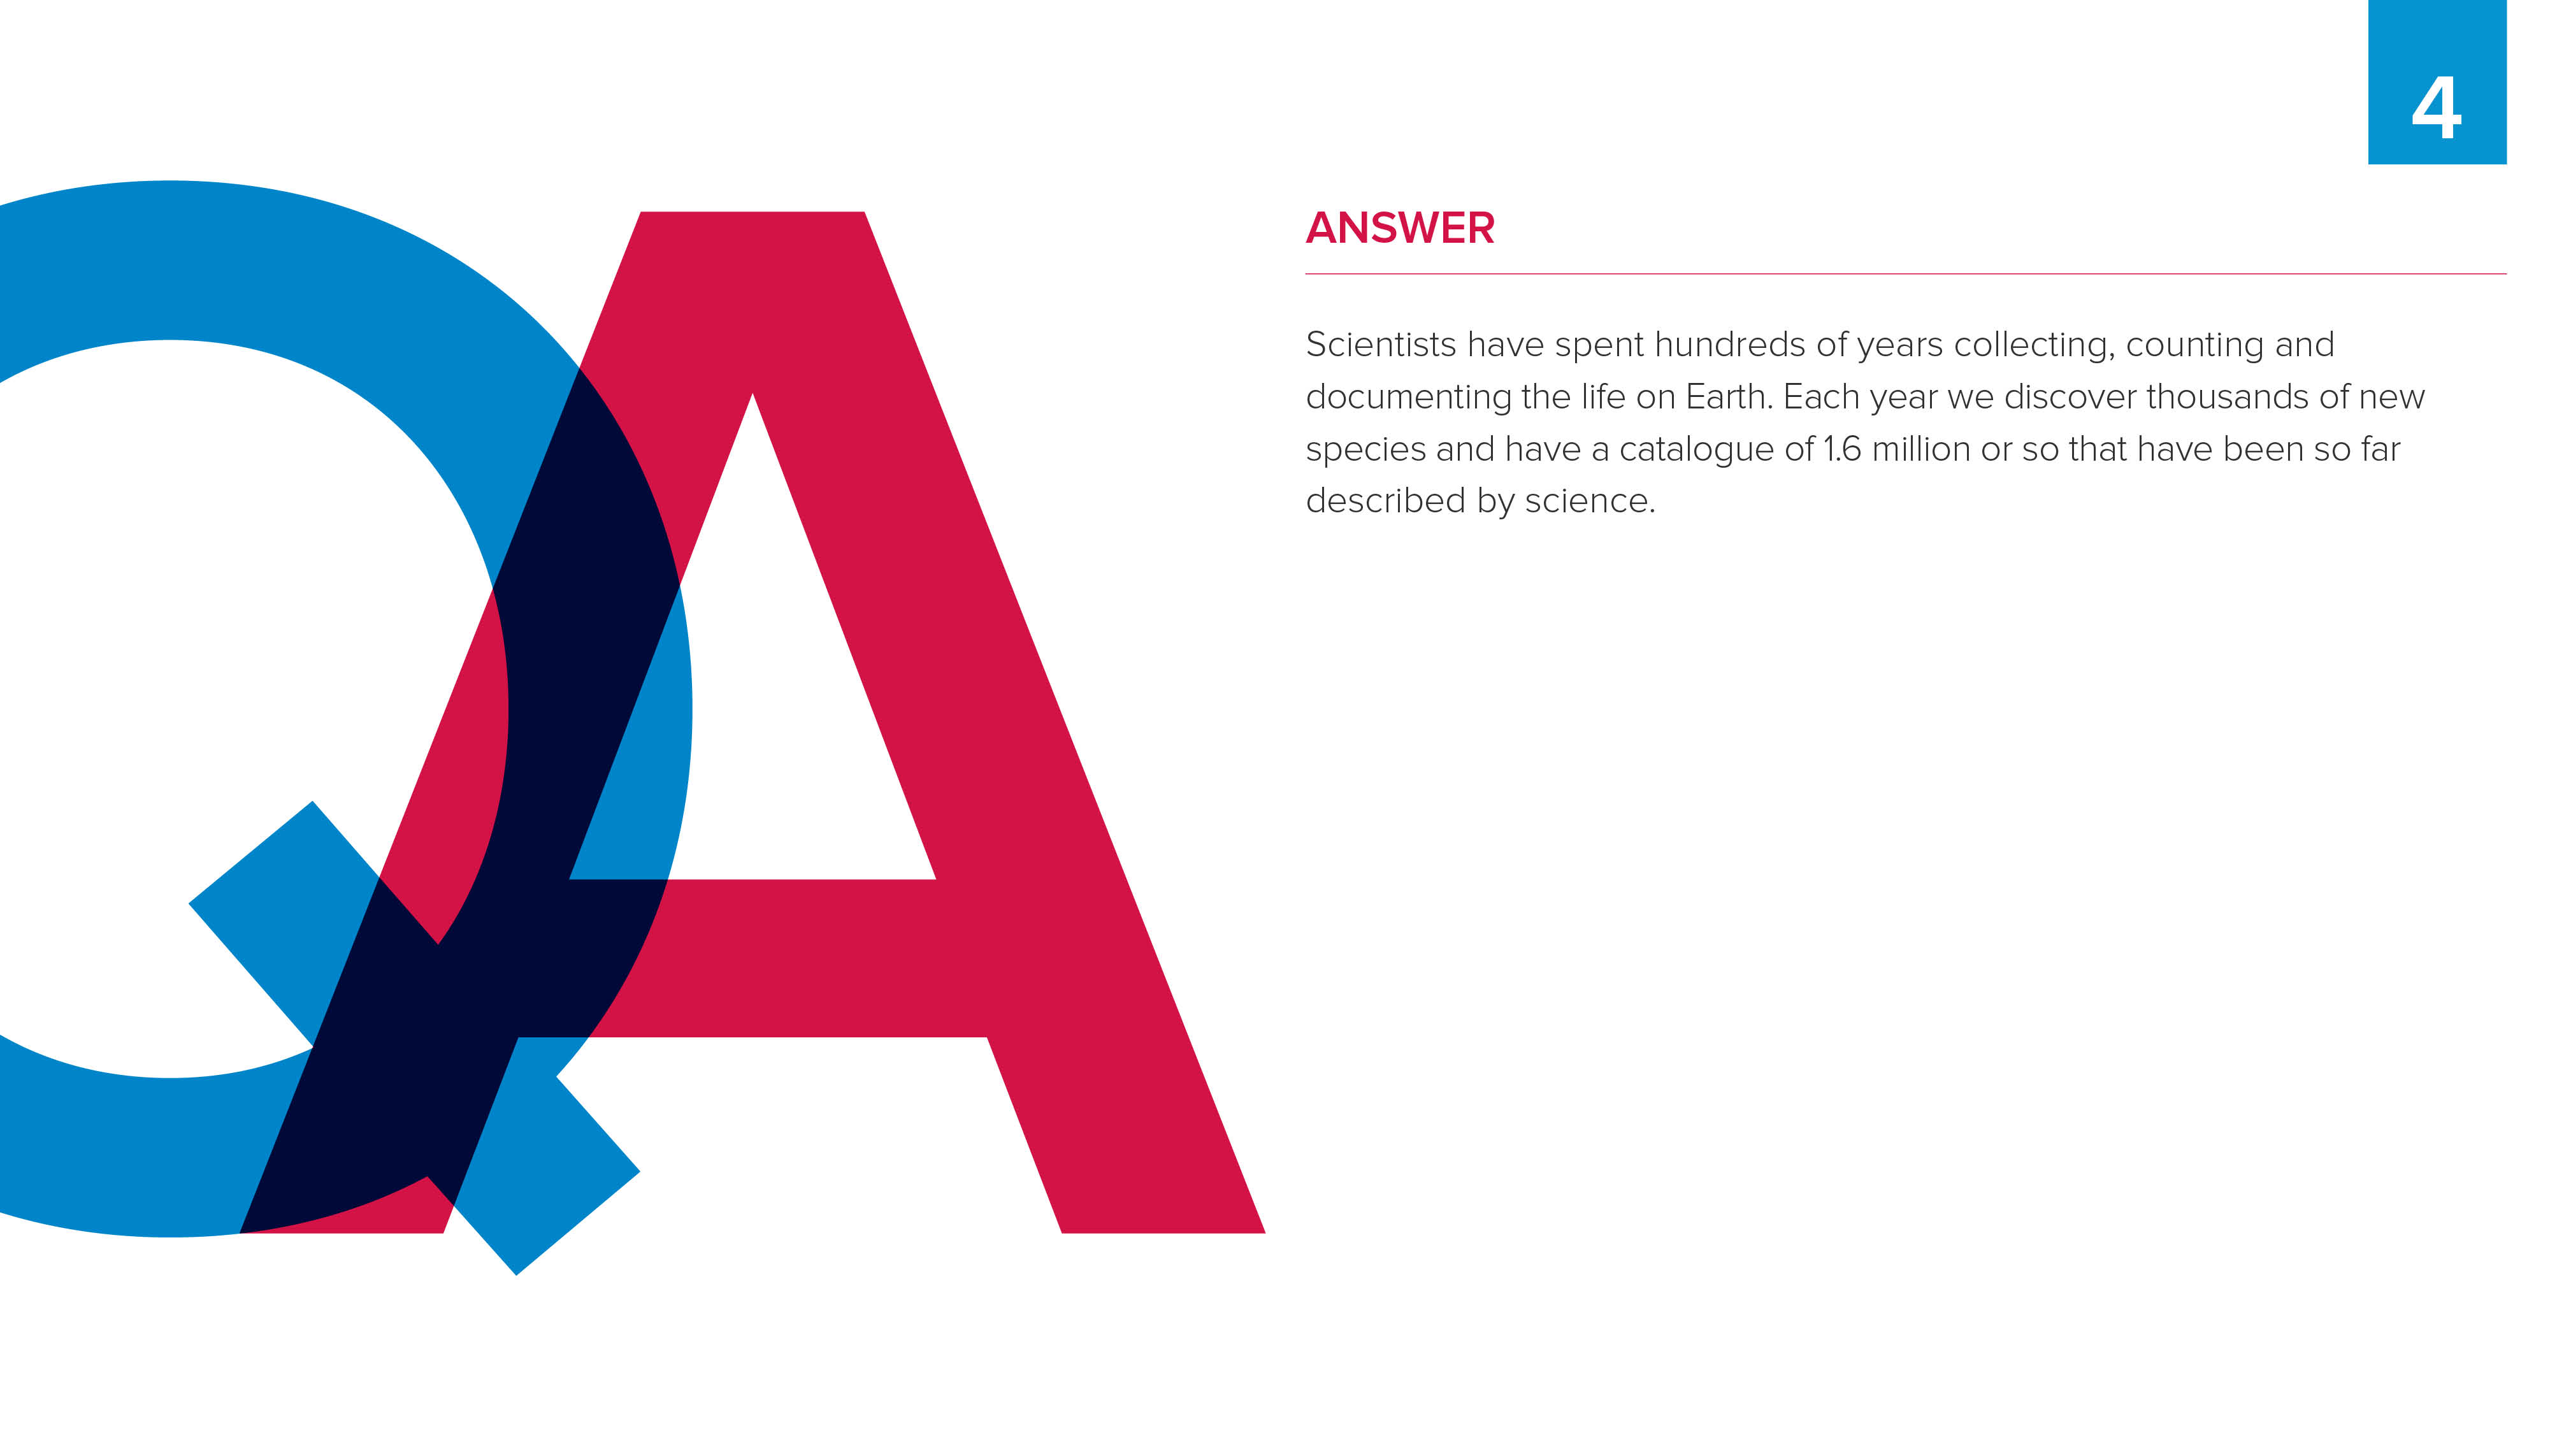 4
QA
ANSWER
Scientists have spent hundreds of years collecting, counting and
documenting the life on Earth. Each year we discover thousands of new
species and have a catalogue of 1.6 million or so that have been so far
described by science.